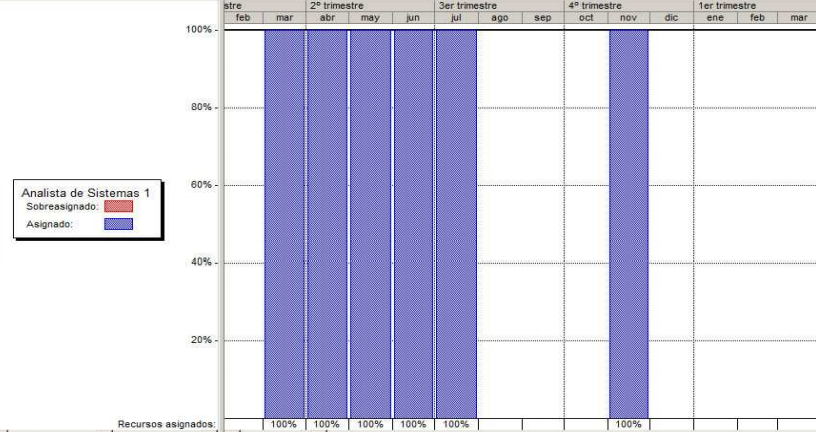 stre 2º trimestre 3er trimestre 4º trimestre 1er trimestre
feb mar abr may jun jul ago sep oct nov dic ene feb mar
100%
80%
60%
Analista de Sistemas 1
Sobreasignado:
Asignado:
40%
20%
Recursos asignados: 100% 100% 100% 100% 100% 100%